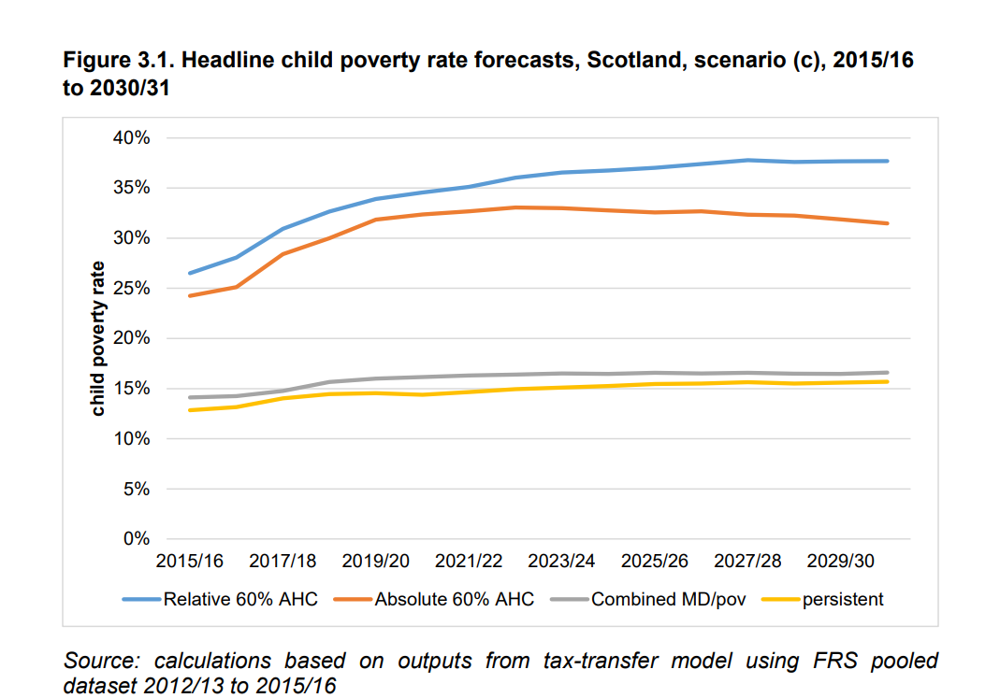 Figure 3.1. Headline child poverty rate forecasts, Scotland, scenario (c), 2015/16
to 2030/31
40%
35%
30%
25%
20%
15%
10%
5%
0%
child poverty rate
2015/16 2017/18 2019/20 2021/22 2023/24 2025/26 2027/28 2029/30
Relative 60% AHC Absolute 60% AHC Combined MD/pov persistent
Source: calculations based on outputs from tax-transfer model using FRS pooled
dataset 2012/13 to 2015/16